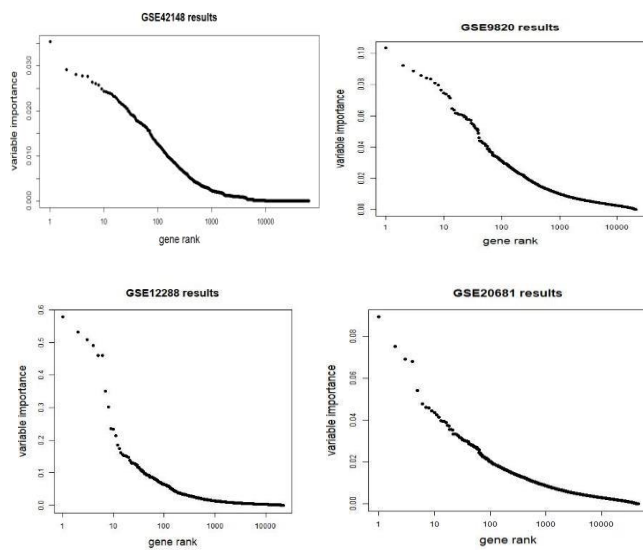 GSE42148 results
variable importance
0.030
0.020
0.010
0.000
1 10 100 1000 10000
gene rank
GSE9820 results
variable importance
0.10
0.08
0.06
0.04
0.02
0.00
1 10 100 1000 10000
gene rank
GSE12288 results
variable importance
0.6
0.5
0.4
0.3
0.2
0.1
0.0
1 10 100 1000 10000
gene rank
GSE20681 results
variable importance
0.08
0.06
0.04
0.02
0.00
1 10 100 1000 10000
gene rank